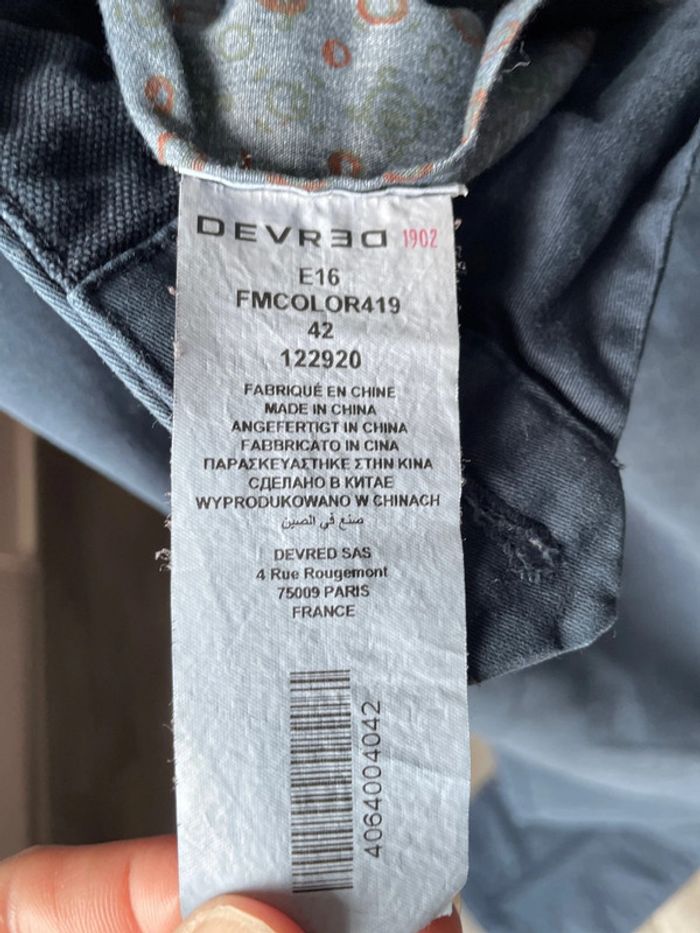 DEVRED 1902
E16
FMCOLOR419
42
122920
FABRIQUÉ EN CHINE
MADE IN CHINA
ANGEFERTIGT IN CHINA
FABBRICATO IN CINA
ΠΑΡΑΣΚΕΥΑΣΤΗΚΕ ΣΤΗΝ ΚΙΝΑ
СДЕЛАНО В КИТАЕ
WYPRODUKOWANO W CHINACH
صنع في الصين
DEVRED SAS
4 Rue Rougemont
75009 PARIS
FRANCE
4064004042